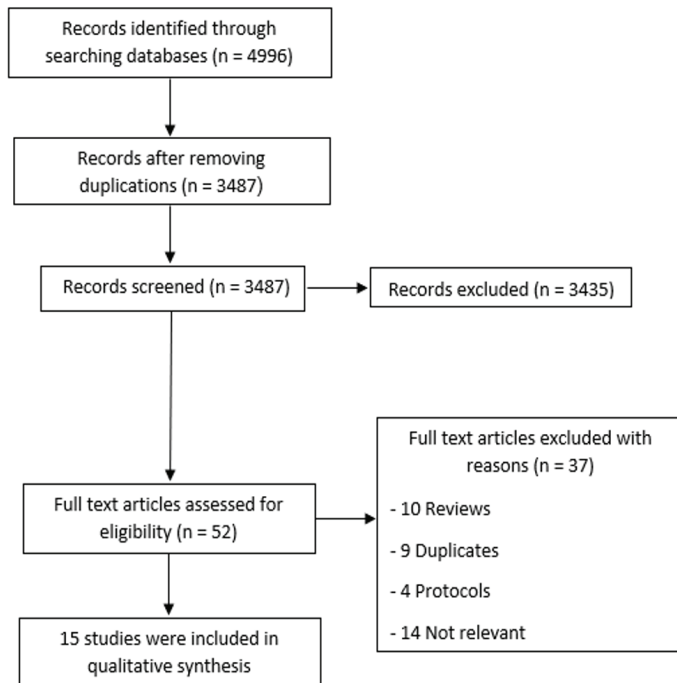 Records identified through
searching databases (n = 4996)
Records after removing
duplications (n = 3487)
Records screened (n = 3487)
Records excluded (n = 3435)
Full text articles assessed for
eligibility (n = 52)
Full text articles excluded with
reasons (n = 37)
- 10 Reviews
- 9 Duplicates
- 4 Protocols
- 14 Not relevant
15 studies were included in
qualitative synthesis